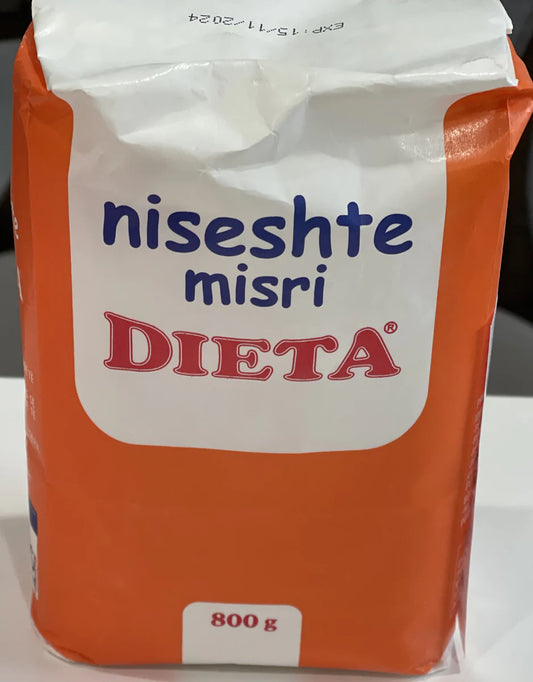 EXP:15/11/2024
niseshte
misri
DIETA®
800 g